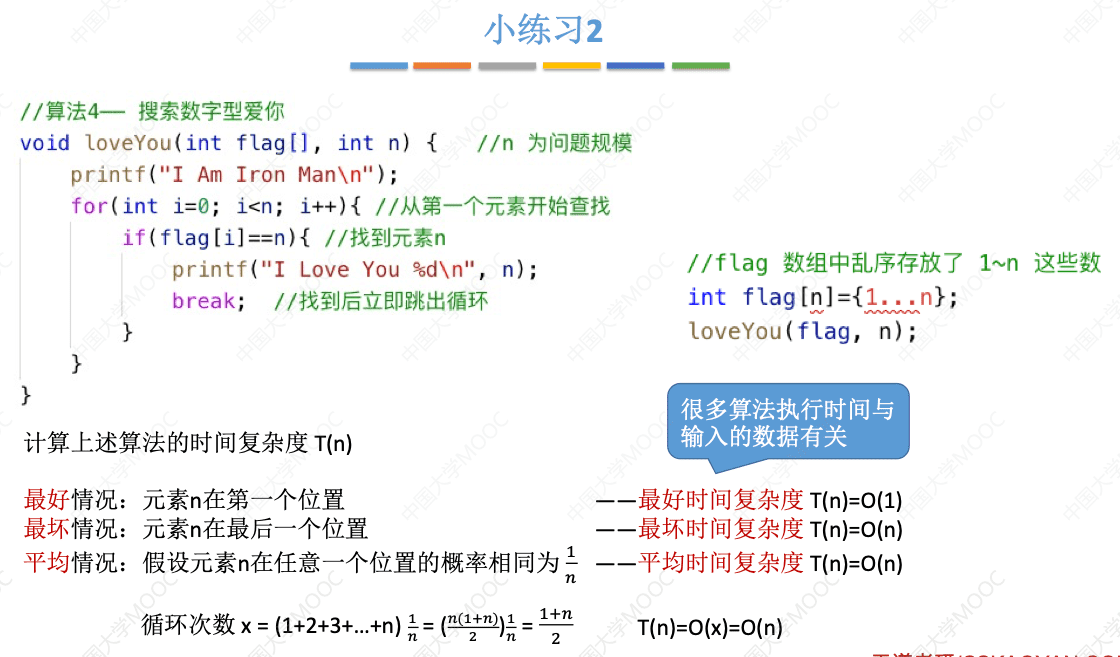 小练习2
//算法4—— 搜索数字型爱你
void loveYou(int flag[], int n) { //n 为问题规模
printf("I Am Iron Man\n");
for(int i=0; i<n; i++){ //从第一个元素开始查找
if(flag[i]==n){ //找到元素n
printf("I Love You %d\n", n);
break; //找到后立即跳出循环
}
}
}
//flag 数组中乱序存放了 1~n 这些数
int flag[n]={1...n};
loveYou(flag, n);
很多算法执行时间与
输入的数据有关
计算上述算法的时间复杂度 T(n)
最好情况：元素n在第一个位置 ——最好时间复杂度 T(n)=O(1)
最坏情况：元素n在最后一个位置 ——最坏时间复杂度 T(n)=O(n)
平均情况：假设元素n在任意一个位置的概率相同为 1/n ——平均时间复杂度 T(n)=O(n)
循环次数 x = (1+2+3+…+n) 1/n = (n(1+n)/2) 1/n = (1+n)/2 T(n)=O(x)=O(n)
中国大学MOOC